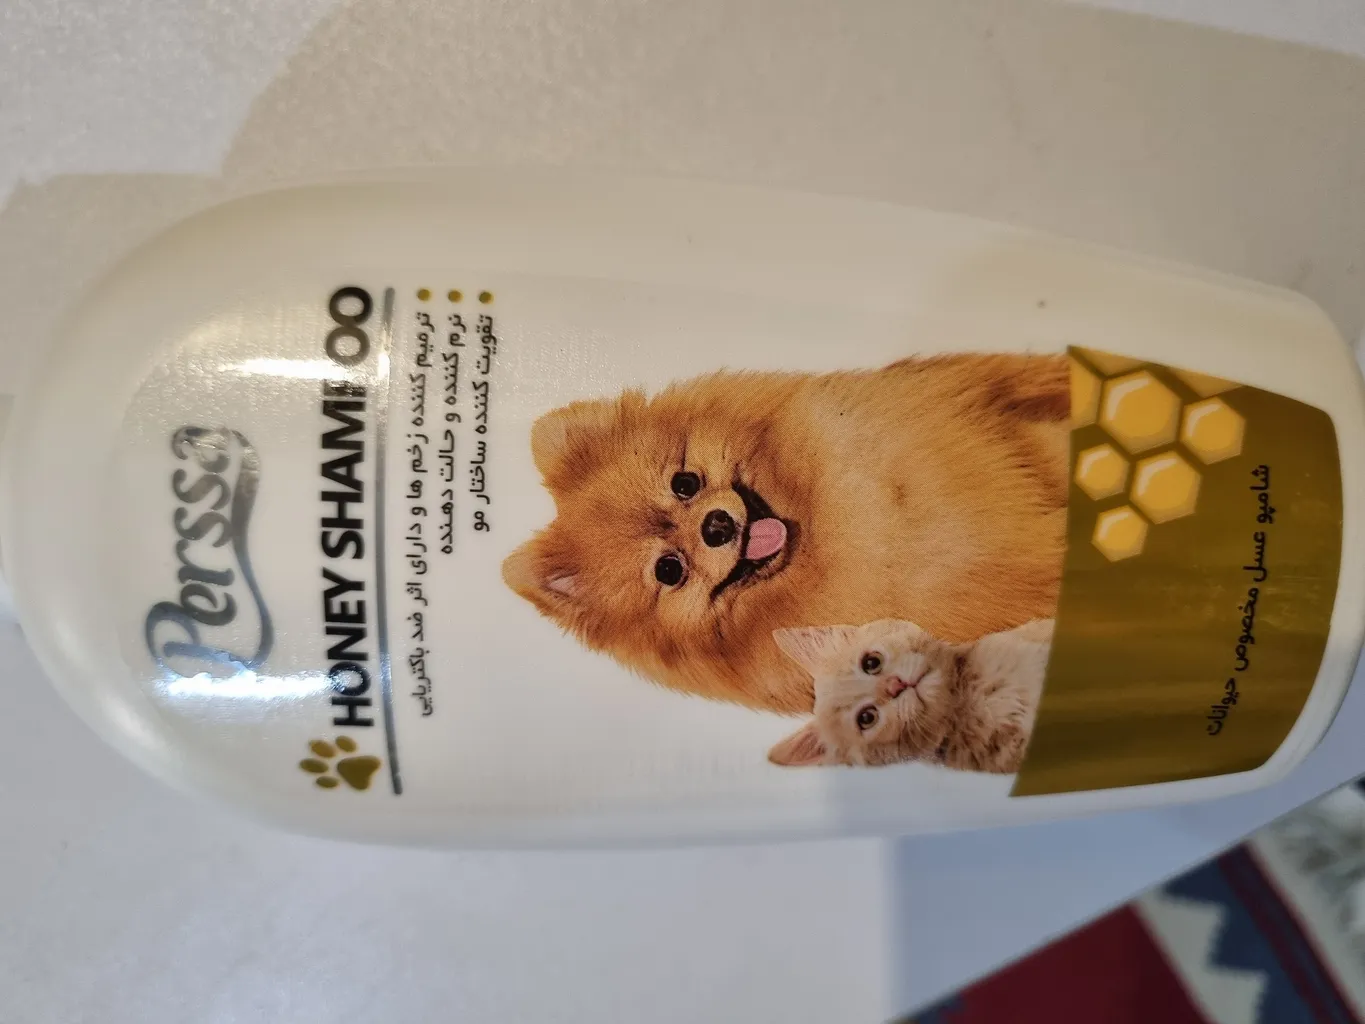 Perssa
HONEY SHAMPOO
ترمیم کننده زخم ها و دارای اثر ضد باکتریایی
نرم کننده و حالت دهنده
تقویت کننده ساختار مو
شامپو عسل مخصوص حیوانات